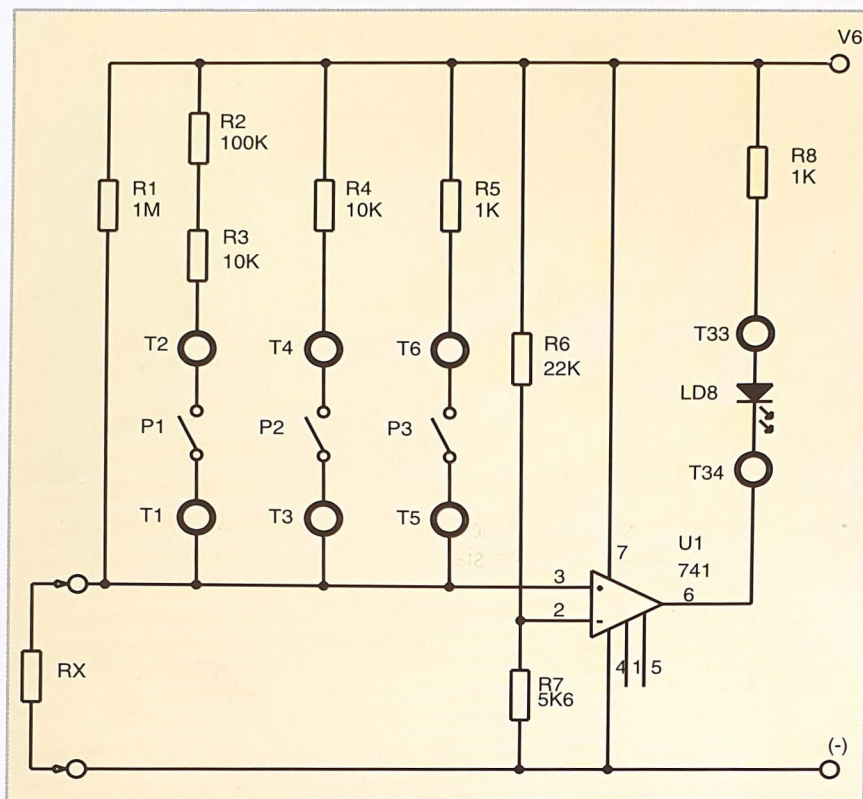 V6
R2
100K
R1
1M
R3
10K
R4
10K
R5
1K
R6
22K
R8
1K
T2
T4
T6
T33
LD8
P1
P2
P3
T34
T1
T3
T5
U1
741
7
3
2
6
+
-
4 1 5
RX
R7
5K6
(-)